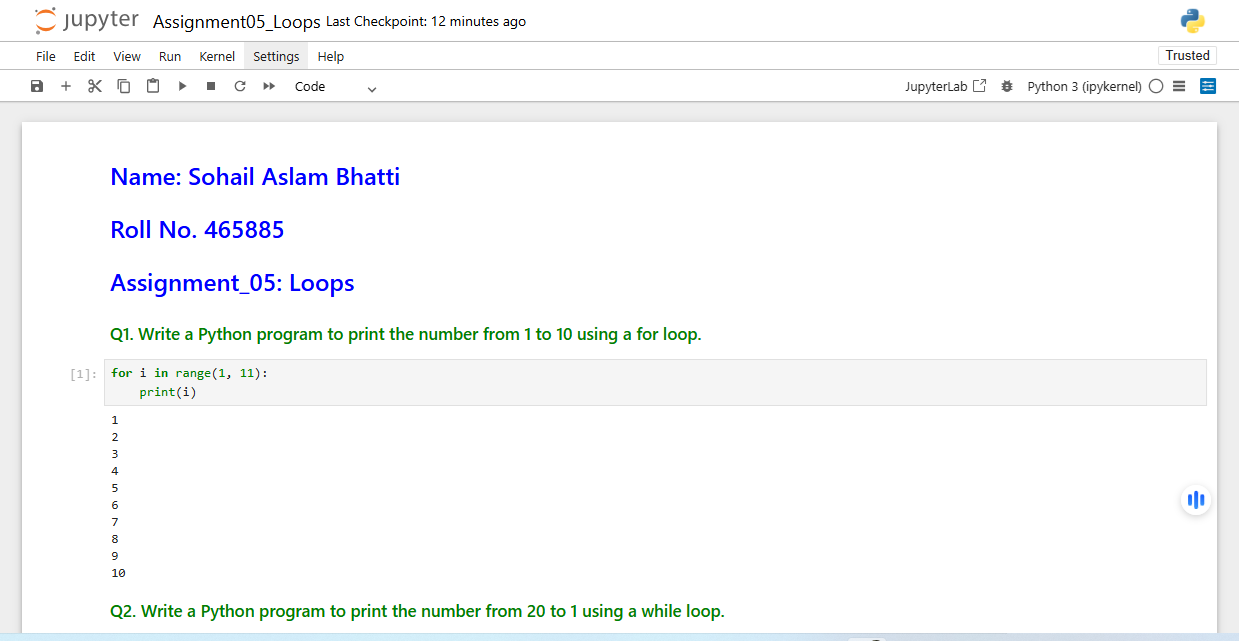 jupyter Assignment05_Loops Last Checkpoint: 12 minutes ago
File Edit View Run Kernel Settings Help Trusted
Code JupyterLab Python 3 (ipykernel)
Name: Sohail Aslam Bhatti
Roll No. 465885
Assignment_05: Loops
Q1. Write a Python program to print the number from 1 to 10 using a for loop.
[1]: for i in range(1, 11):
print(i)
1
2
3
4
5
6
7
8
9
10
Q2. Write a Python program to print the number from 20 to 1 using a while loop.